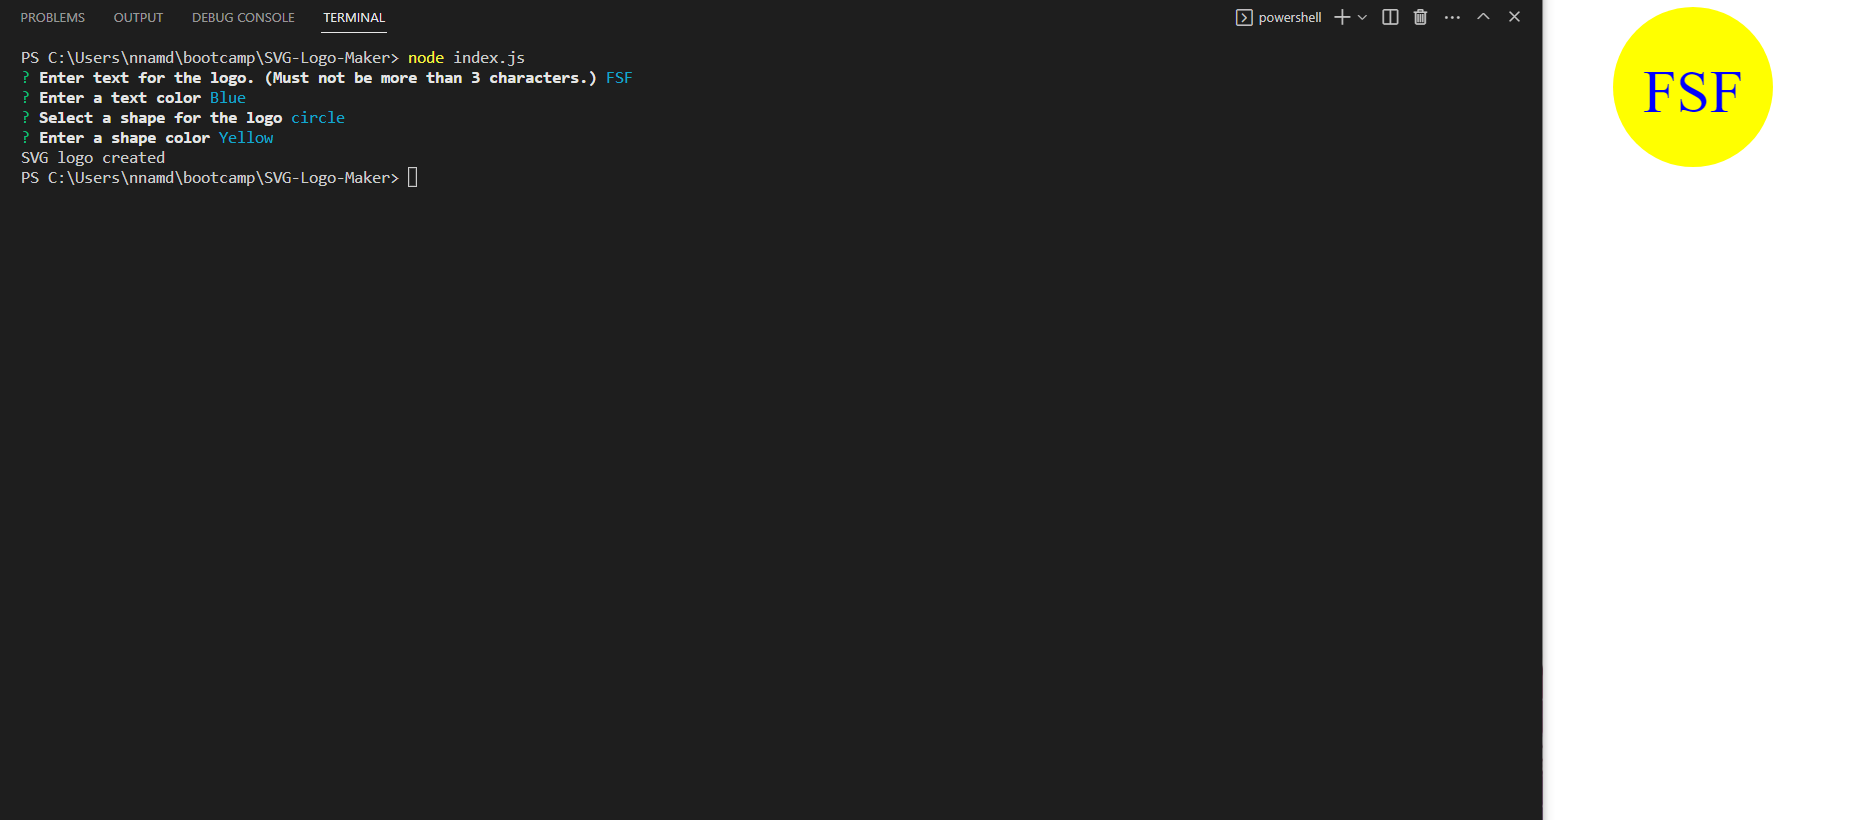 PROBLEMS OUTPUT DEBUG CONSOLE TERMINAL powershell
PS C:\Users\nnamd\bootcamp\SVG-Logo-Maker> node index.js
? Enter text for the logo. (Must not be more than 3 characters.) FSF
? Enter a text color Blue
? Select a shape for the logo circle
? Enter a shape color Yellow
SVG logo created
PS C:\Users\nnamd\bootcamp\SVG-Logo-Maker>
FSF